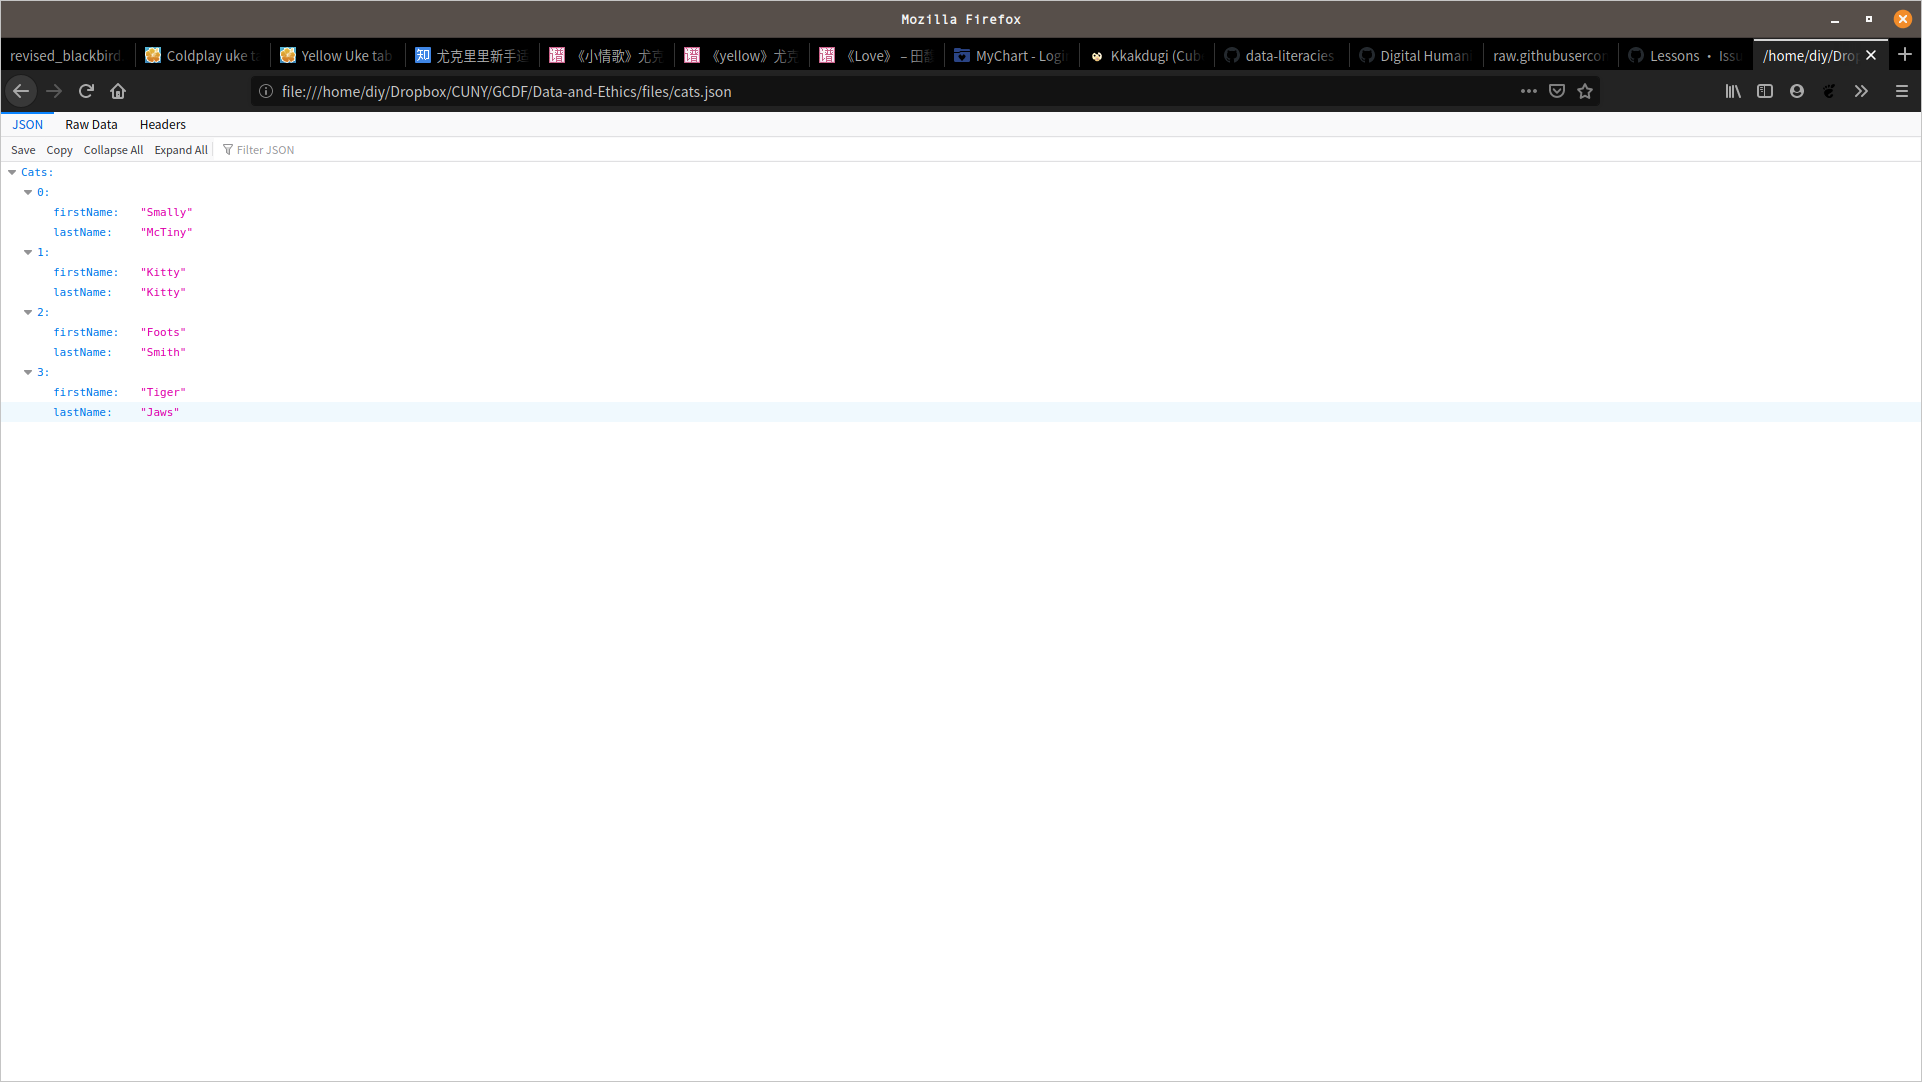 Mozilla Firefox
revised_blackbird. Coldplay uke Yellow Uke tab 尤克里里新手 《小情歌》尤克 《yellow》尤克 《Love》 – 田 MyChart - Logi Kkakdugi (Cub data-literacies Digital Human raw.githubuserco Lessons · Issu /home/diy/Dro
file:///home/diy/Dropbox/CUNY/GCDF/Data-and-Ethics/files/cats.json
JSON Raw Data Headers
Save Copy Collapse All Expand All Filter JSON
Cats:
0:
firstName: "Smally"
lastName: "McTiny"
1:
firstName: "Kitty"
lastName: "Kitty"
2:
firstName: "Foots"
lastName: "Smith"
3:
firstName: "Tiger"
lastName: "Jaws"